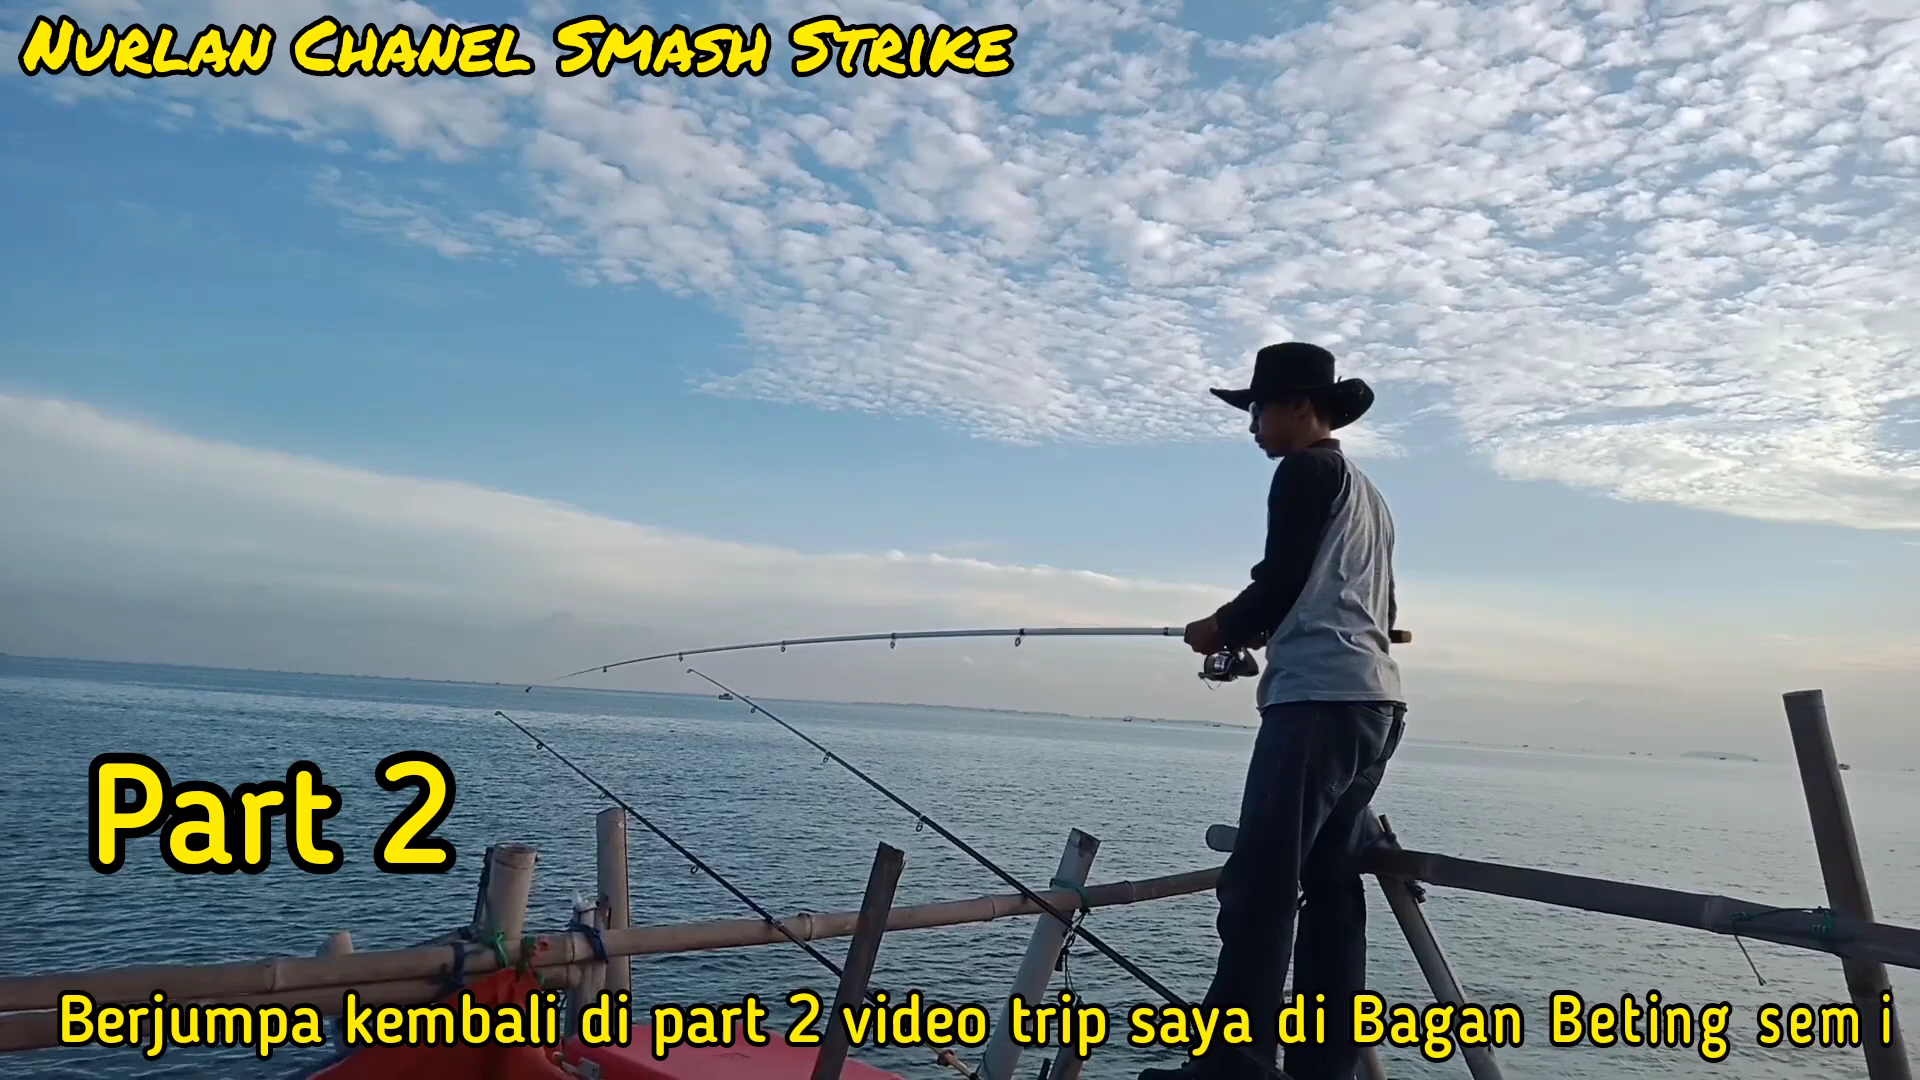 Nurlan Chanel Smash Strike
Part 2
Berjumpa kembali di part 2 video trip saya di Bagan Beting sem i